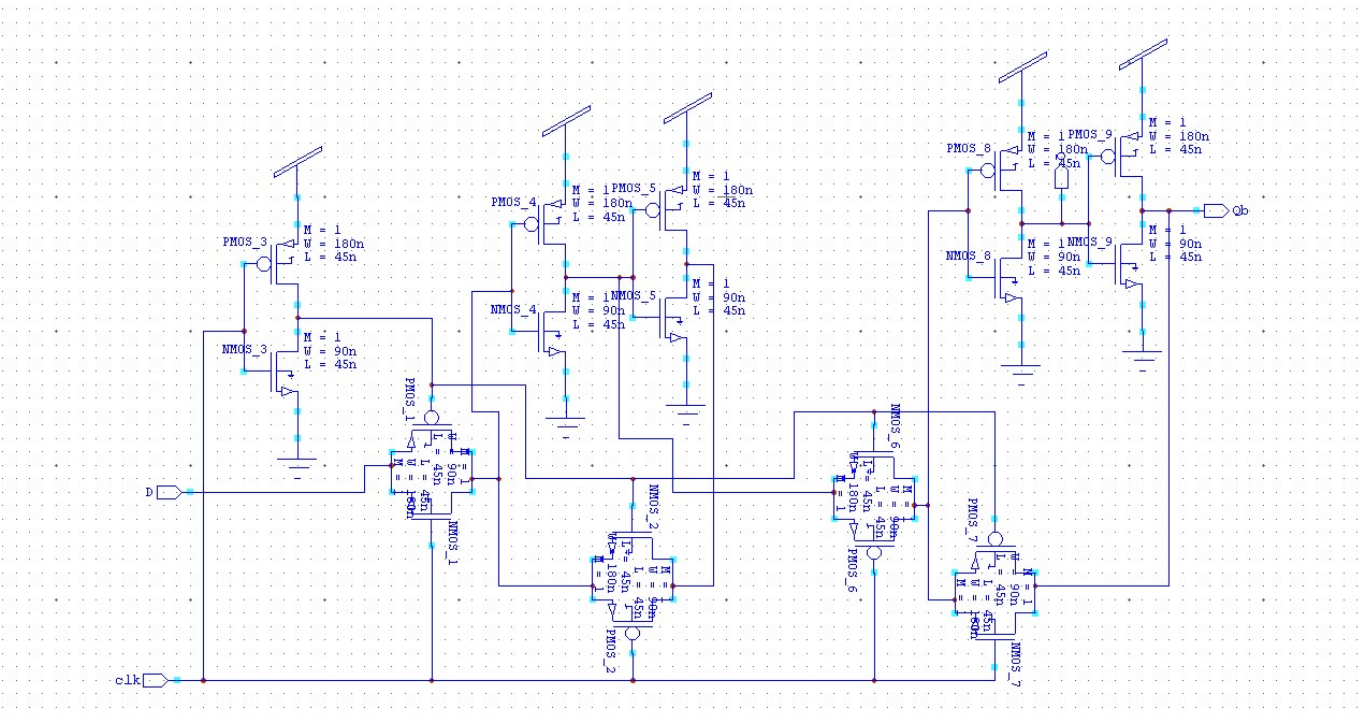 PMOS_8
M = 1
W = 180n
L = 45n
PMOS_9
M = 1
W = 180n
L = 45n
PMOS_4
M = 1
W = 180n
L = 45n
PMOS_5
M = 1
W = 180n
L = 45n
PMOS_3
M = 1
W = 180n
L = 45n
Qb
NMOS_8
M = 1
W = 90n
L = 45n
NMOS_9
M = 1
W = 90n
L = 45n
NMOS_4
M = 1
W = 90n
L = 45n
NMOS_5
M = 1
W = 90n
L = 45n
NMOS_3
M = 1
W = 90n
L = 45n
PMOS_1
NMOS_1
D
NMOS_2
PMOS_2
NMOS_6
PMOS_6
PMOS_7
NMOS_7
clk